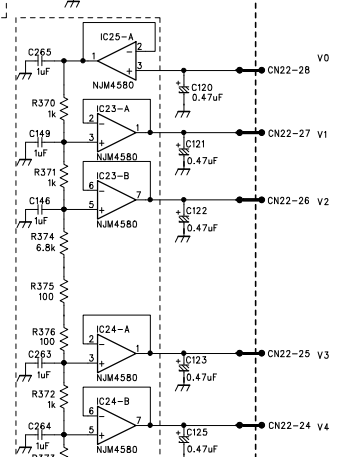 IC25-A
C265
1uF
1
2
3
NJM4580
V0
CN22-28
+
C120
0.47uF
R370
1k
IC23-A
2
3
1
NJM4580
C149
1uF
CN22-27 V1
+
C121
0.47uF
R371
1k
IC23-B
6
5
7
NJM4580
C146
1uF
CN22-26 V2
+
C122
0.47uF
R374
6.8k
R375
100
R376
100
IC24-A
2
3
1
NJM4580
C263
1uF
CN22-25 V3
+
C123
0.47uF
R372
1k
IC24-B
6
5
7
NJM4580
C264
1uF
CN22-24 V4
+
C125
0.47uF